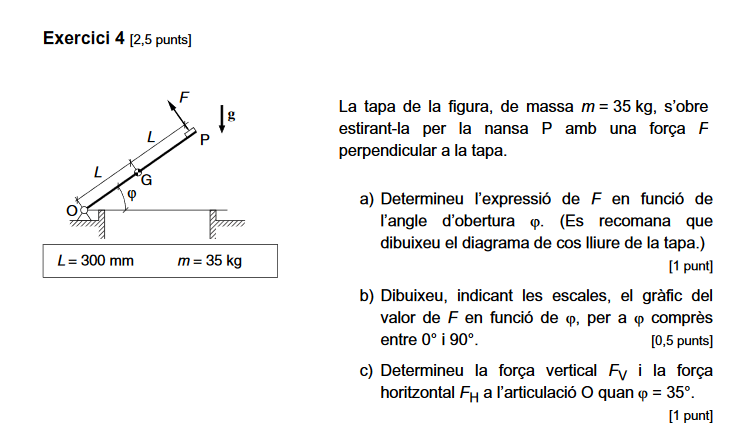 Exercici 4 [2,5 punts]
F
g
L
P
L
G
φ
O
L = 300 mm m = 35 kg
La tapa de la figura, de massa m = 35 kg, s’obre
estirant-la per la nansa P amb una força F
perpendicular a la tapa.
a) Determineu l’expressió de F en funció de
l’angle d’obertura φ. (Es recomana que
dibuixeu el diagrama de cos lliure de la tapa.)
[1 punt]
b) Dibuixeu, indicant les escales, el gràfic del
valor de F en funció de φ, per a φ comprès
entre 0° i 90°. [0,5 punts]
c) Determineu la força vertical FV i la força
horitzontal FH a l’articulació O quan φ = 35°.
[1 punt]